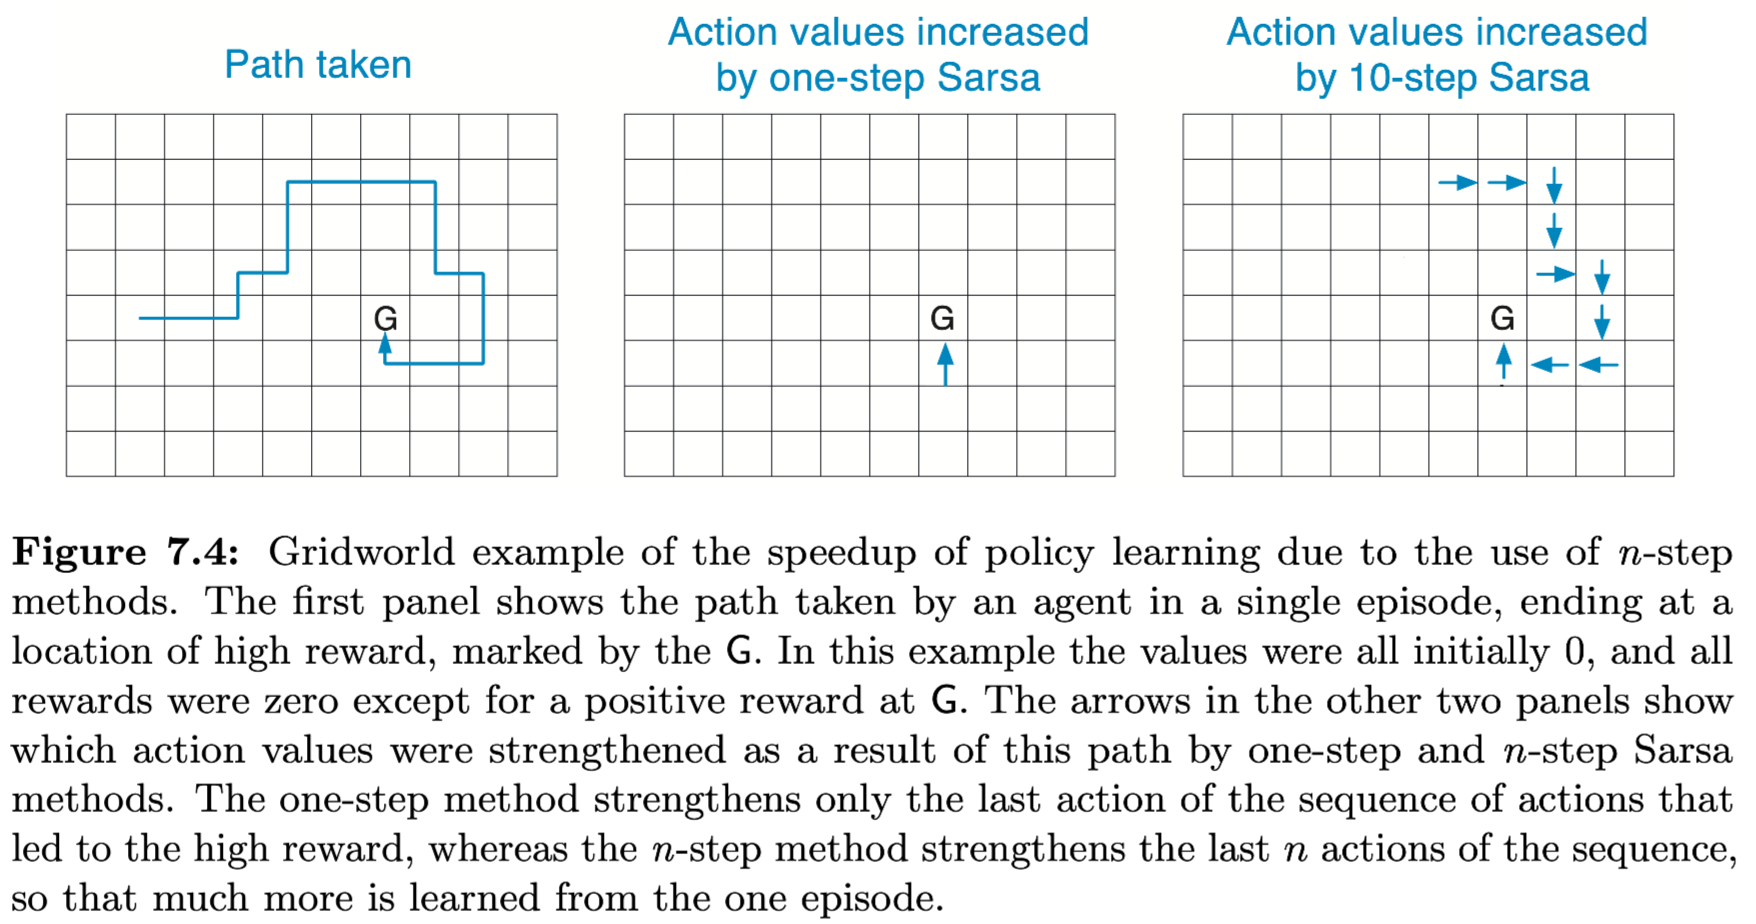 Path taken
Action values increased
by one-step Sarsa
Action values increased
by 10-step Sarsa
G
G
G
Figure 7.4: Gridworld example of the speedup of policy learning due to the use of n-step
methods. The first panel shows the path taken by an agent in a single episode, ending at a
location of high reward, marked by the G. In this example the values were all initially 0, and all
rewards were zero except for a positive reward at G. The arrows in the other two panels show
which action values were strengthened as a result of this path by one-step and n-step Sarsa
methods. The one-step method strengthens only the last action of the sequence of actions that
led to the high reward, whereas the n-step method strengthens the last n actions of the sequence,
so that much more is learned from the one episode.